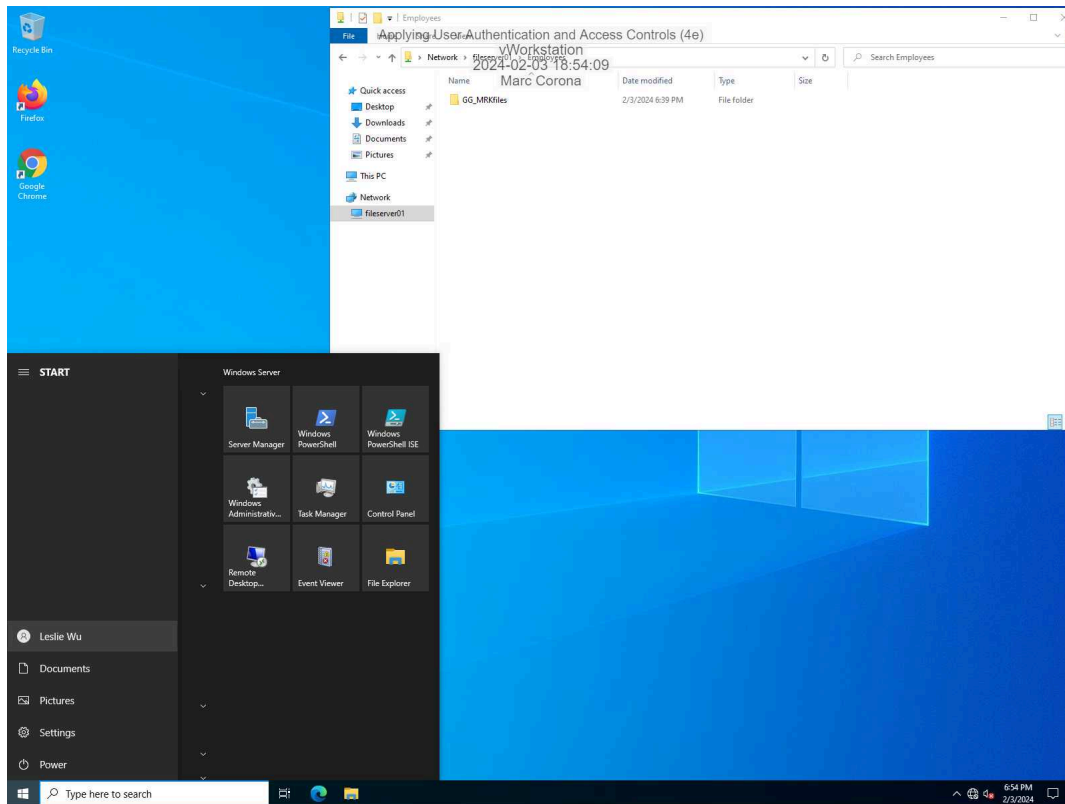 Recycle Bin
Firefox
Google
Chrome
Employees
File
Applying User Authentication and Access Controls (4e)
vWorkstation
2024-02-03 18:54:09
Marc Corona
Network › fileserver01 › Employees
Search Employees
Name Date modified Type Size
GG_MRKfiles 2/3/2024 6:39 PM File folder
Quick access
Desktop
Downloads
Documents
Pictures
This PC
Network
fileserver01
START
Windows Server
Server Manager
Windows
PowerShell
Windows
PowerShell ISE
Windows
Administrativ...
Task Manager
Control Panel
Remote
Desktop...
Event Viewer
File Explorer
Leslie Wu
Documents
Pictures
Settings
Power
Type here to search
6:54 PM
2/3/2024